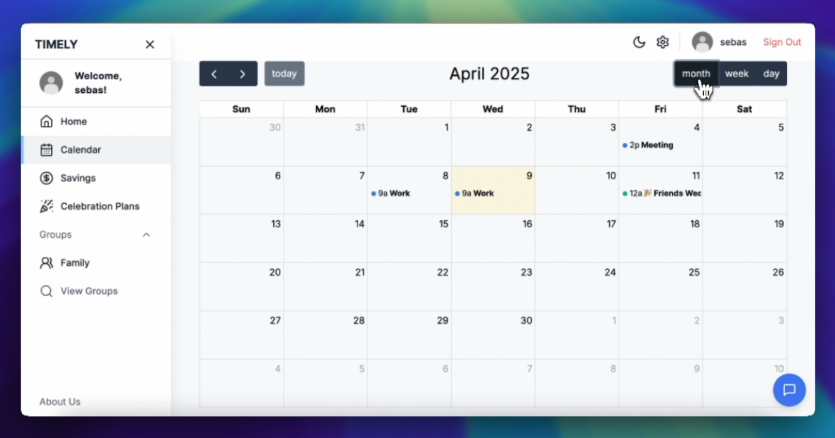 TIMELY
sebas
Sign Out
Welcome,
sebas!
Home
Calendar
Savings
Celebration Plans
Groups
Family
View Groups
About Us
today
April 2025
month week day
Sun Mon Tue Wed Thu Fri Sat
30 31 1 2 3 4 5
2p Meeting
6 7 8 9 10 11 12
9a Work 9a Work 12a 🎉 Friends Wec
13 14 15 16 17 18 19
20 21 22 23 24 25 26
27 28 29 30 1 2 3
4 5 6 7 8 9 10